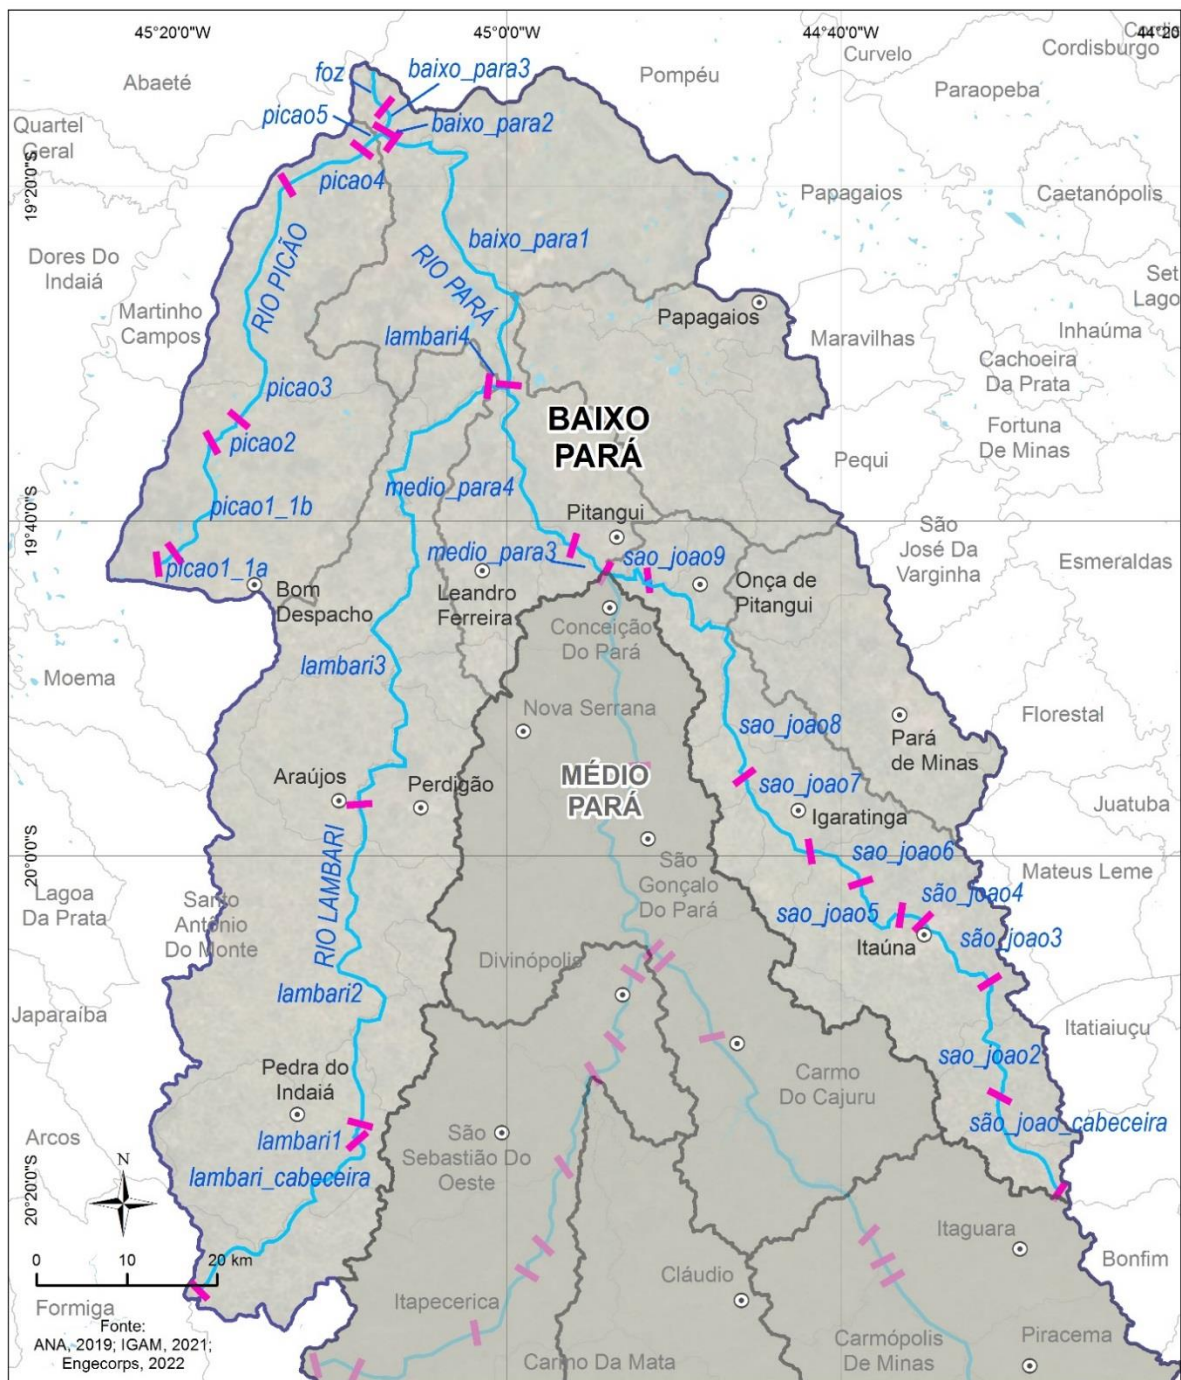 45°20'0"W
45°0'0"W
44°40'0"W
44°20
Cordisburgo
Curvelo
Abaeté
foz
baixo_para3
Pompéu
Paraopeba
picao5
baixo_para2
Quartel
Geral
picao4
19°20'0"S
Papagaios
Caetanópolis
baixo_para1
RIO PICÃO
RIO PARÁ
Dores Do
Indaiá
Set
Lago
Martinho
Campos
Papagaios
Inhaúma
Maravilhas
lambari4
Cachoeira
Da Prata
picao3
BAIXO
PARÁ
Fortuna
De Minas
picao2
Pequi
medio_para4
picao1_1b
19°40'0"S
Pitangui
São
José Da
Varginha
medio_para3
sao_joao9
Esmeraldas
picao1_1a
Bom
Despacho
Leandro
Ferreira
Onça de
Pitangui
Conceição
Do Pará
Moema
lambari3
Nova Serrana
Florestal
sao_joao8
Pará
de Minas
MÉDIO
PARÁ
Araújos
Perdigão
sao_joao7
Juatuba
Igaratinga
RIO LAMBARI
20°0'0"S
sao_joao6
Mateus Leme
Lagoa
Da Prata
Santo
Antônio
Do Monte
São
Gonçalo
Do Pará
sao_joao5
são_joao4
Itaúna
são_joao3
Divinópolis
lambari2
Japaraíba
Itatiaiuçu
sao_joao2
Pedra do
Indaiá
Carmo
Do Cajuru
Arcos
lambari1
são_joao_cabeceira
São
Sebastião Do
Oeste
lambari_cabeceira
N
20°20'0"S
Itaguara
Bonfim
0
10
20 km
Cláudio
Formiga
Itapecerica
Fonte:
ANA, 2019; IGAM, 2021;
Engecorps, 2022
Carmo Da Mata
Carmópolis
De Minas
Piracema